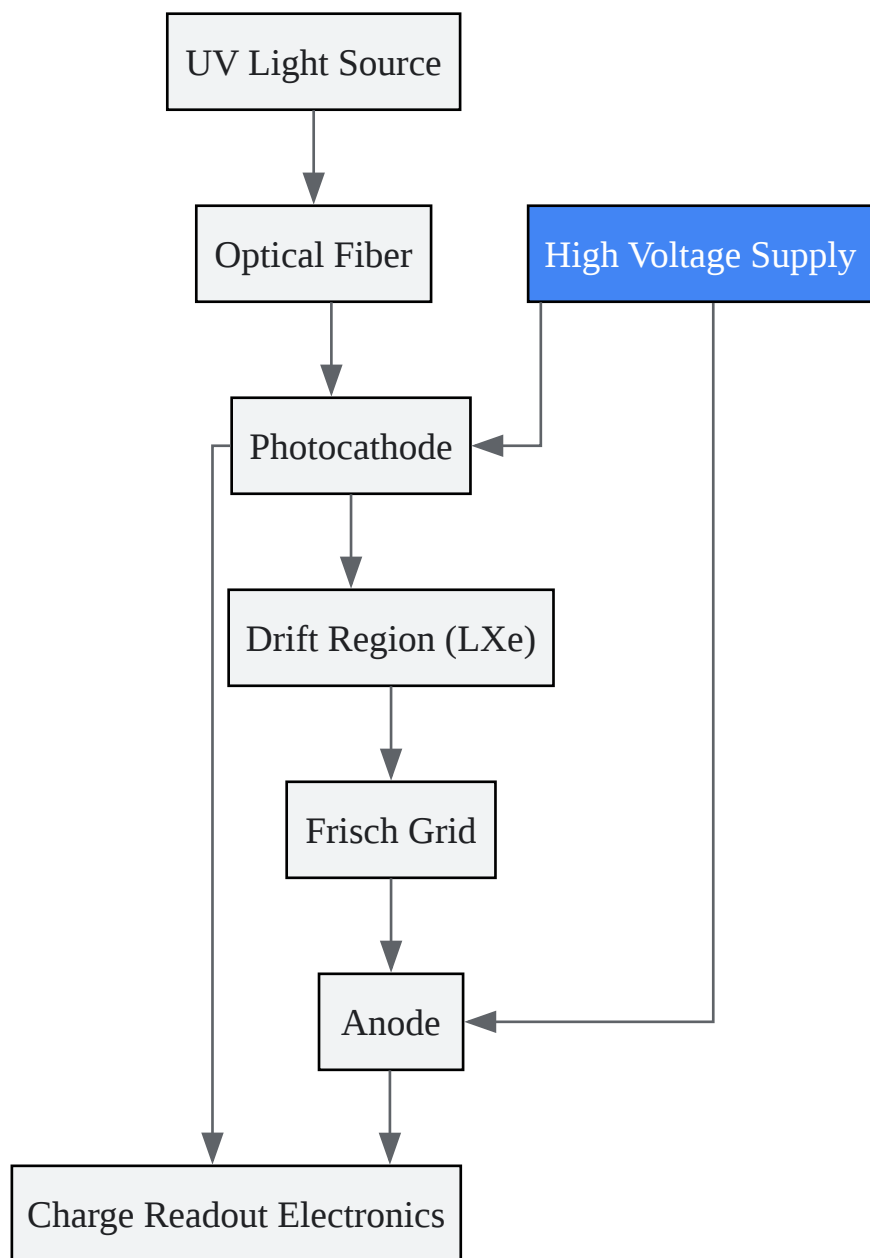 UV Light Source
Optical Fiber
High Voltage Supply
Photocathode
Drift Region (LXe)
Frisch Grid
Anode
Charge Readout Electronics